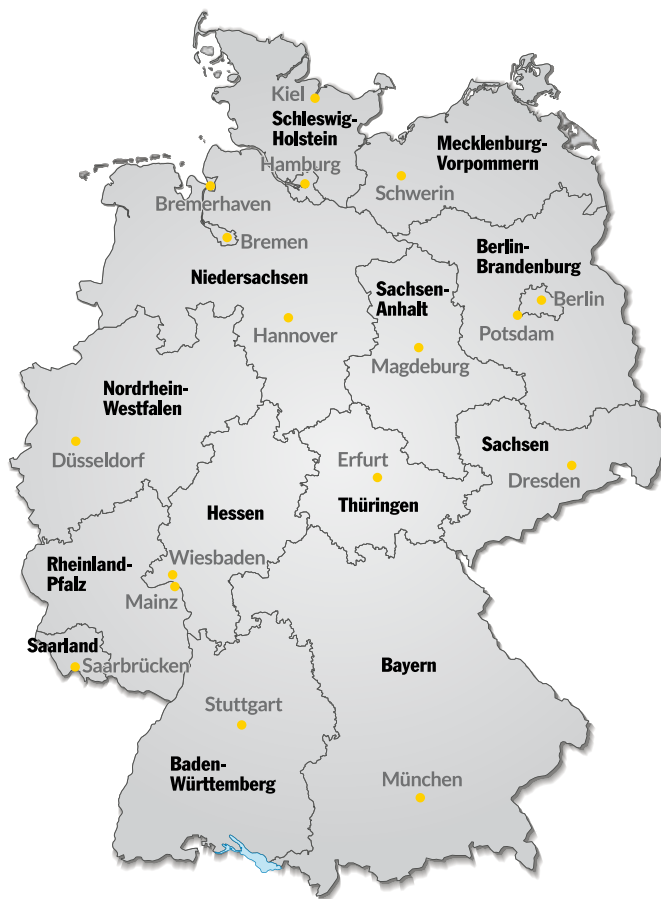 Kiel
Schleswig-
Holstein
Mecklenburg-
Vorpommern
Hamburg
Schwerin
Bremerhaven
Bremen
Berlin-
Brandenburg
Niedersachsen
Sachsen-
Anhalt
Berlin
Hannover
Potsdam
Magdeburg
Nordrhein-
Westfalen
Düsseldorf
Sachsen
Erfurt
Dresden
Thüringen
Hessen
Wiesbaden
Rheinland-
Pfalz
Mainz
Saarland
Saarbrücken
Bayern
Stuttgart
Baden-
Württemberg
München